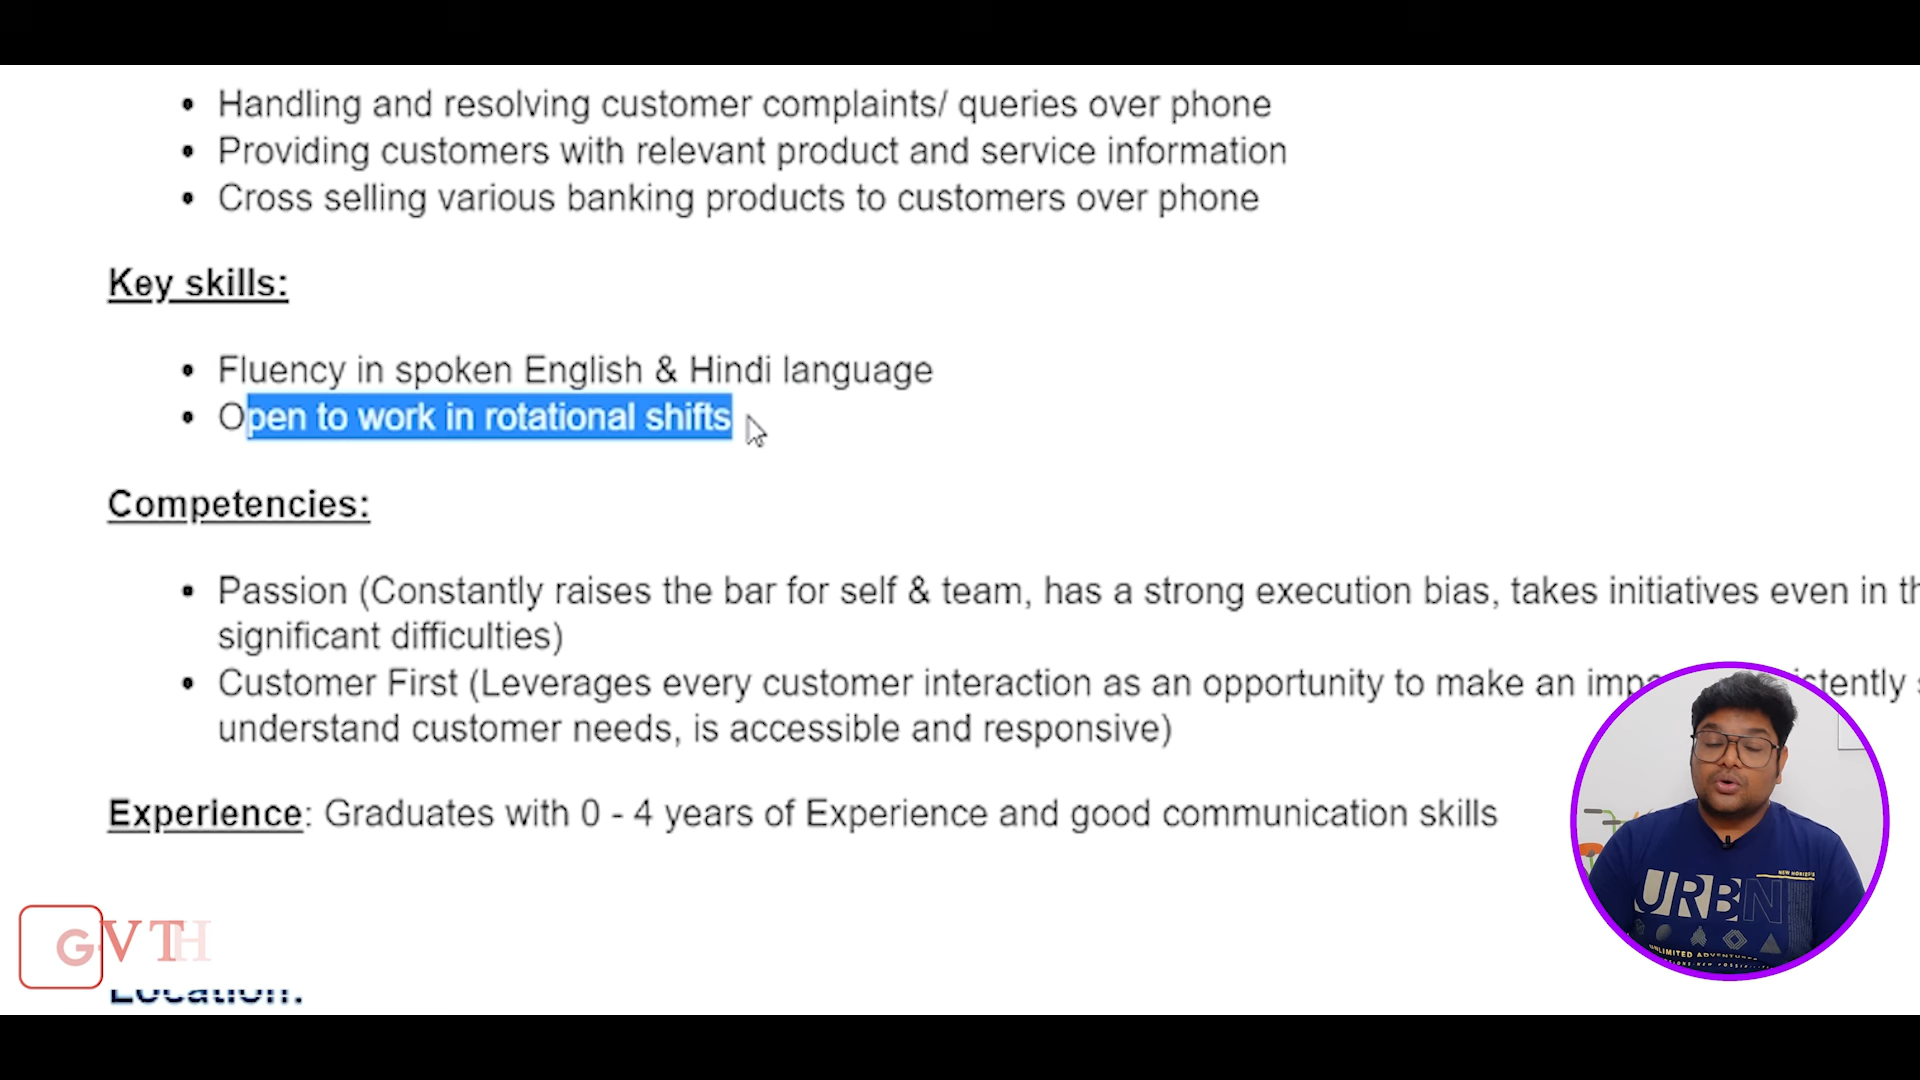 • Handling and resolving customer complaints/ queries over phone
• Providing customers with relevant product and service information
• Cross selling various banking products to customers over phone
Key skills:
• Fluency in spoken English & Hindi language
• Open to work in rotational shifts
Competencies:
• Passion (Constantly raises the bar for self & team, has a strong execution bias, takes initiatives even in
significant difficulties)
• Customer First (Leverages every customer interaction as an opportunity to make an
understand customer needs, is accessible and responsive)
Experience: Graduates with 0 - 4 years of Experience and good communication skills
GVTH
Location:
URBN